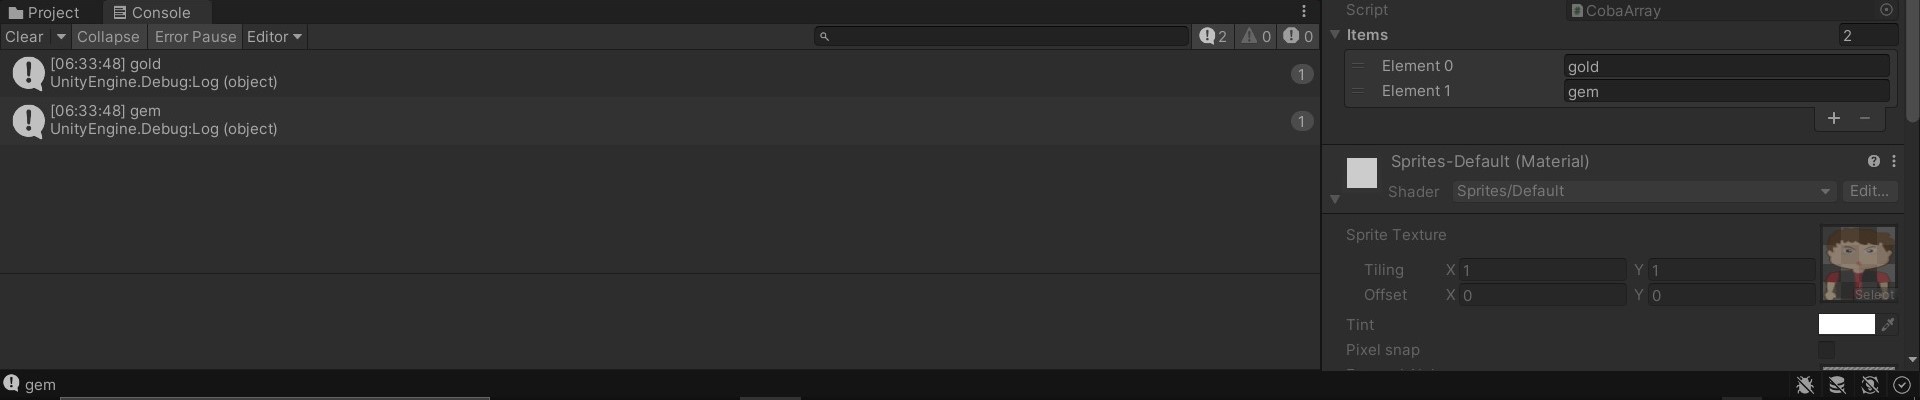 Project
Console
Clear Collapse Error Pause Editor 2 0 0
[06:33:48] gold
UnityEngine.Debug:Log (object)
1
[06:33:48] gem
UnityEngine.Debug:Log (object)
1
Script CobaArray
Items 2
Element 0 gold
Element 1 gem
+ −
Sprites-Default (Material)
Shader Sprites/Default Edit...
Sprite Texture
Tiling X 1 Y 1
Offset X 0 Y 0
Select
Tint
Pixel snap
gem